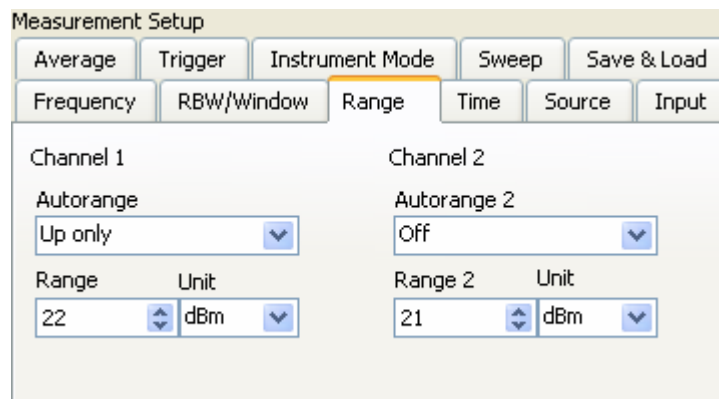 Measurement Setup
Average Trigger Instrument Mode Sweep Save & Load
Frequency RBW/Window Range Time Source Input
Channel 1 Channel 2
Autorange Autorange 2
Up only Off
Range Unit Range 2 Unit
22 dBm 21 dBm